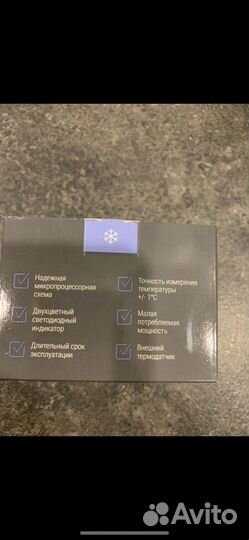 Надежная
микропроцессорная
схема
Двухцветный
светодиодный
индикатор
Длительный срок
эксплуатации
Точность измерения
температуры
+/- 1°C
Малая
потребляемая
мощность
Внешний
термодатчик
Avito